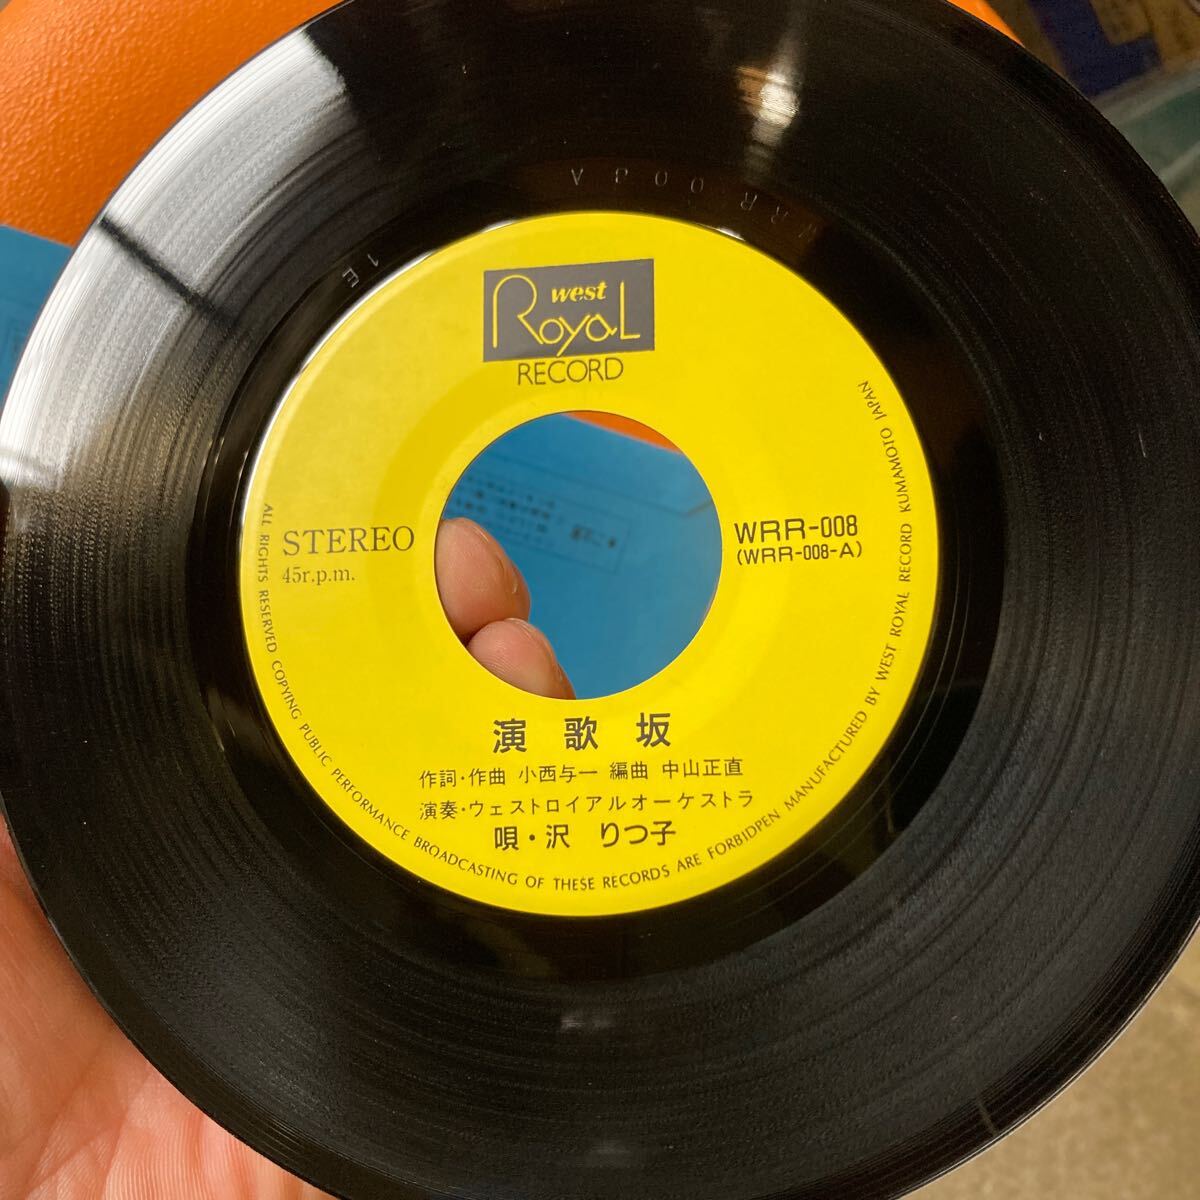 WRR-008A
1E
west
Royal
RECORD
STEREO
45r.p.m.
WRR-008
(WRR-008-A)
演歌坂
作詞・作曲 小西与一 編曲 中山正直
演奏・ウェストロイアルオーケストラ
唄・沢 りつ子
ALL RIGHTS RESERVED COPYING PUBLIC PERFORMANCE BROADCASTING OF THESE RECORDS ARE FORBIDPEN MANUFACTURED BY WEST ROYAL RECORD KUMAMOTO JAPAN